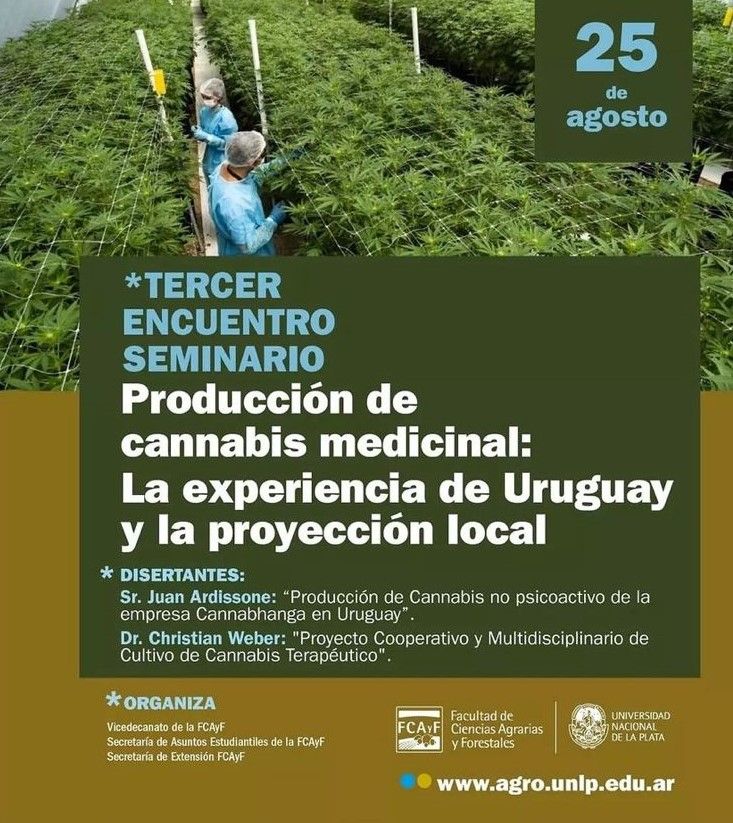 25
de
agosto
*TERCER
ENCUENTRO
SEMINARIO
Producción de
cannabis medicinal:
La experiencia de Uruguay
y la proyección local
* DISERTANTES:
Sr. Juan Ardissone: “Producción de Cannabis no psicoactivo de la
empresa Cannabhanga en Uruguay”.
Dr. Christian Weber: "Proyecto Cooperativo y Multidisciplinario de
Cultivo de Cannabis Terapéutico".
*ORGANIZA
Vicedecanato de la FCAyF
Secretaría de Asuntos Estudiantiles de la FCAyF
Secretaría de Extensión FCAyF
FCAYF
Facultad de
Ciencias Agrarias
y Forestales
UNIVERSIDAD
NACIONAL
DE LA PLATA
www.agro.unlp.edu.ar